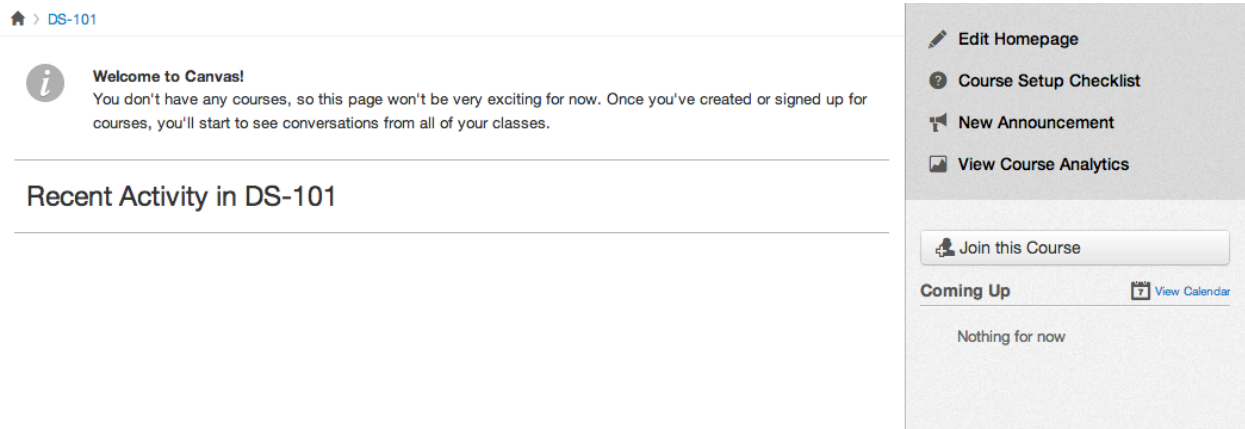 DS-101
Welcome to Canvas!
You don't have any courses, so this page won't be very exciting for now. Once you've created or signed up for
courses, you'll start to see conversations from all of your classes.
Recent Activity in DS-101
Edit Homepage
Course Setup Checklist
New Announcement
View Course Analytics
Join this Course
Coming Up
7 View Calendar
Nothing for now